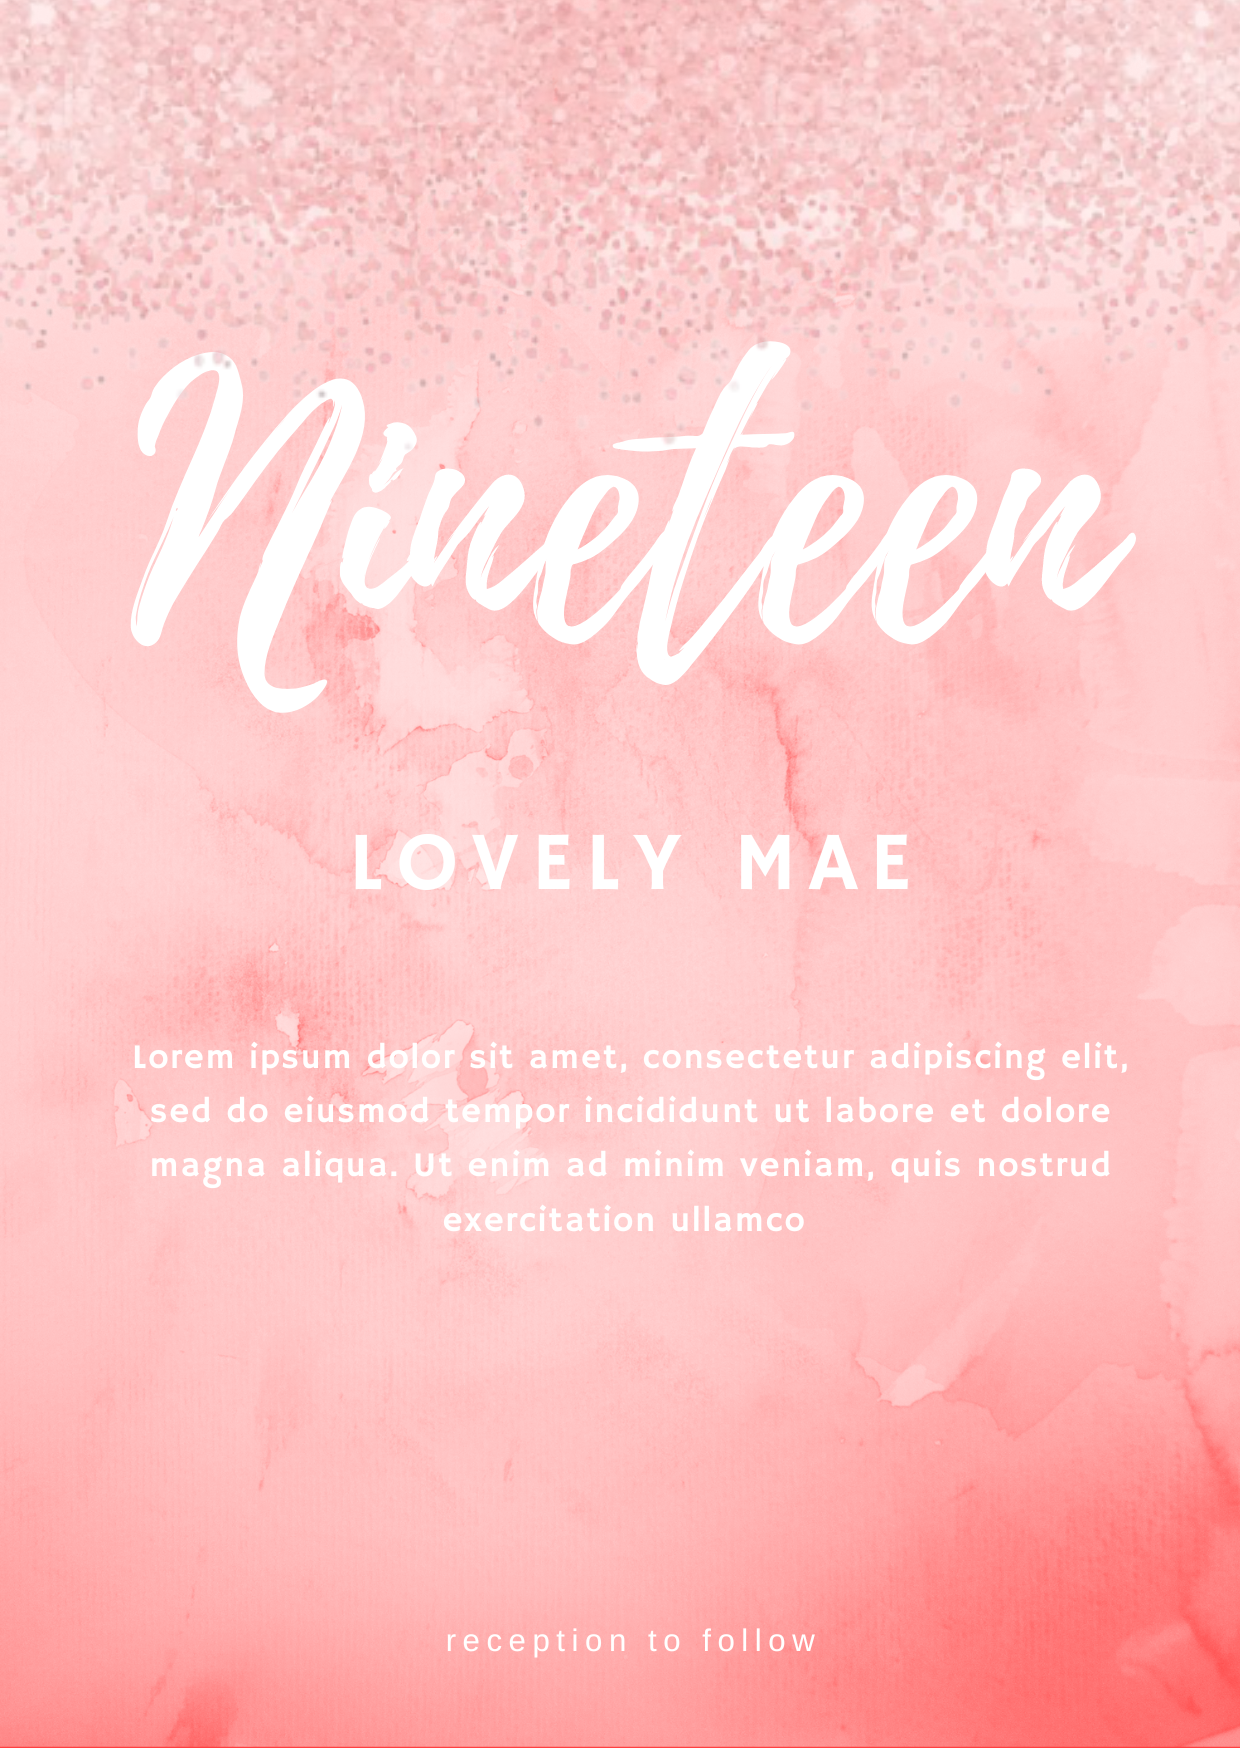 Nineteen
LOVELY MAE
Lorem ipsum dolor sit amet, consectetur adipiscing elit,
sed do eiusmod tempor incididunt ut labore et dolore
magna aliqua. Ut enim ad minim veniam, quis nostrud
exercitation ullamco
reception to follow